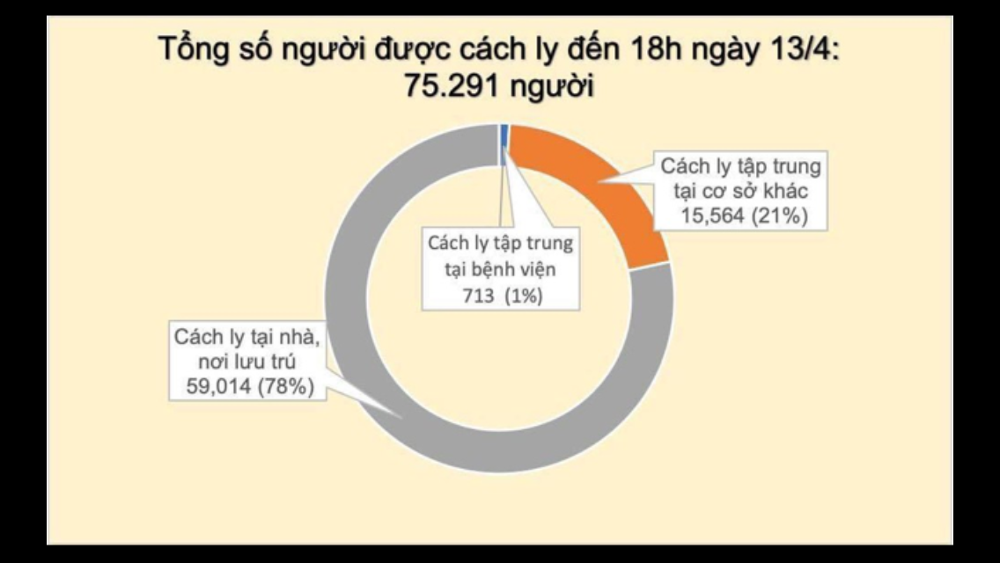 Tổng số người được cách ly đến 18h ngày 13/4:
75.291 người
Cách ly tập trung
tại cơ sở khác
15,564 (21%)
Cách ly tập trung
tại bệnh viện
713 (1%)
Cách ly tại nhà,
nơi lưu trú
59,014 (78%)